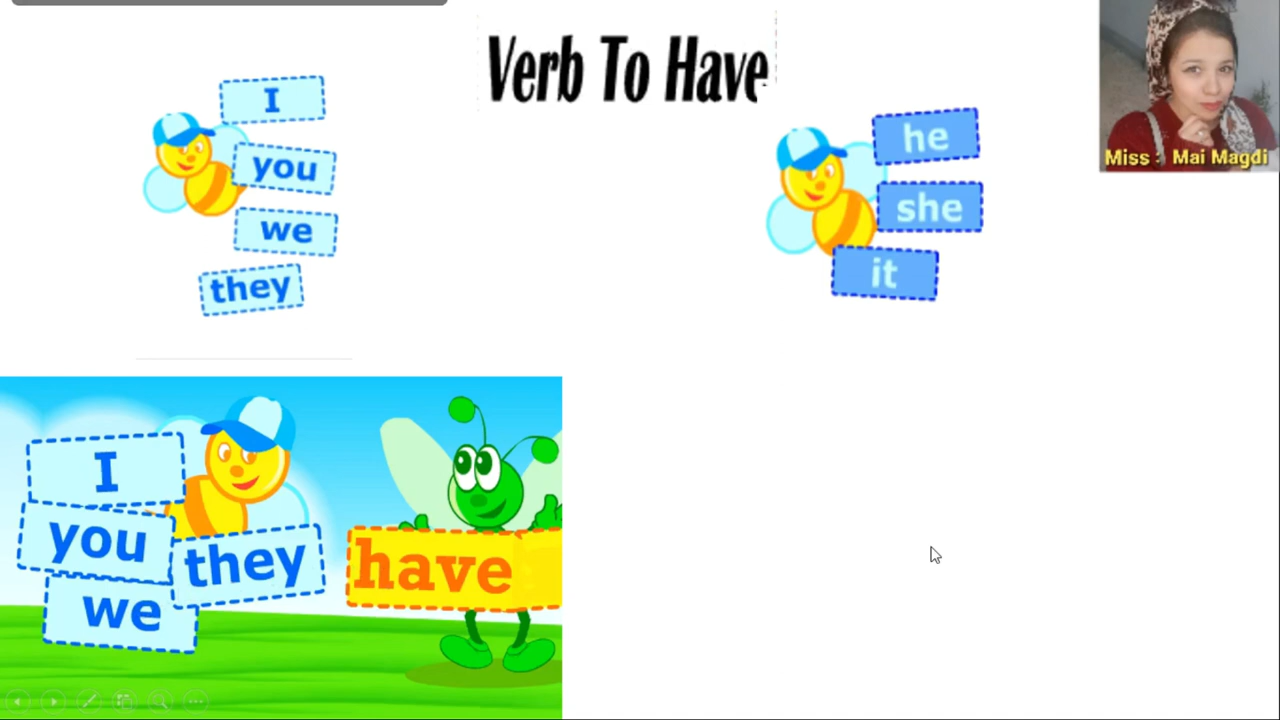 Verb To Have
I
you
we
they
he
she
it
Miss : Mai Magdi
I
you
they
we
have